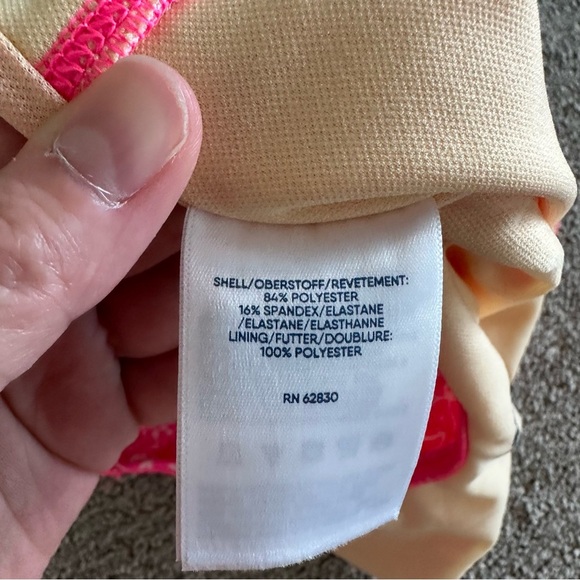 SHELL/OBERSTOFF/REVETEMENT:
84% POLYESTER
16% SPANDEX/ELASTANE
/ELASTANE/ELASTHANNE
LINING/FUTTER/DOUBLURE:
100% POLYESTER
RN 62830